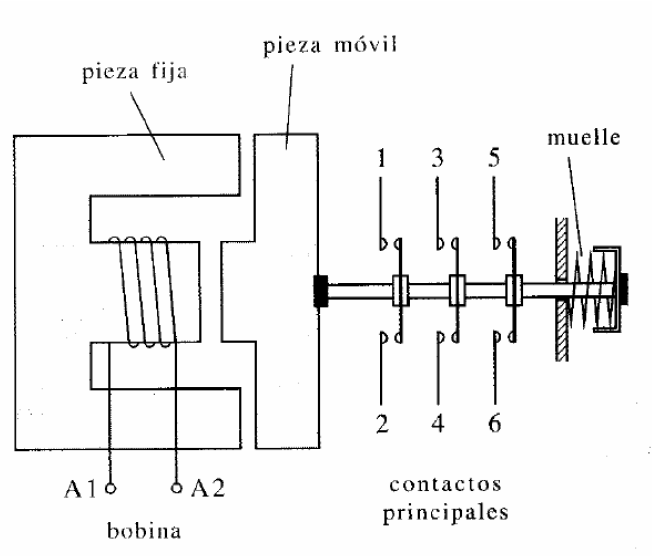 pieza móvil
pieza fija
muelle
1 3 5
2 4 6
A1 A2
bobina
contactos
principales